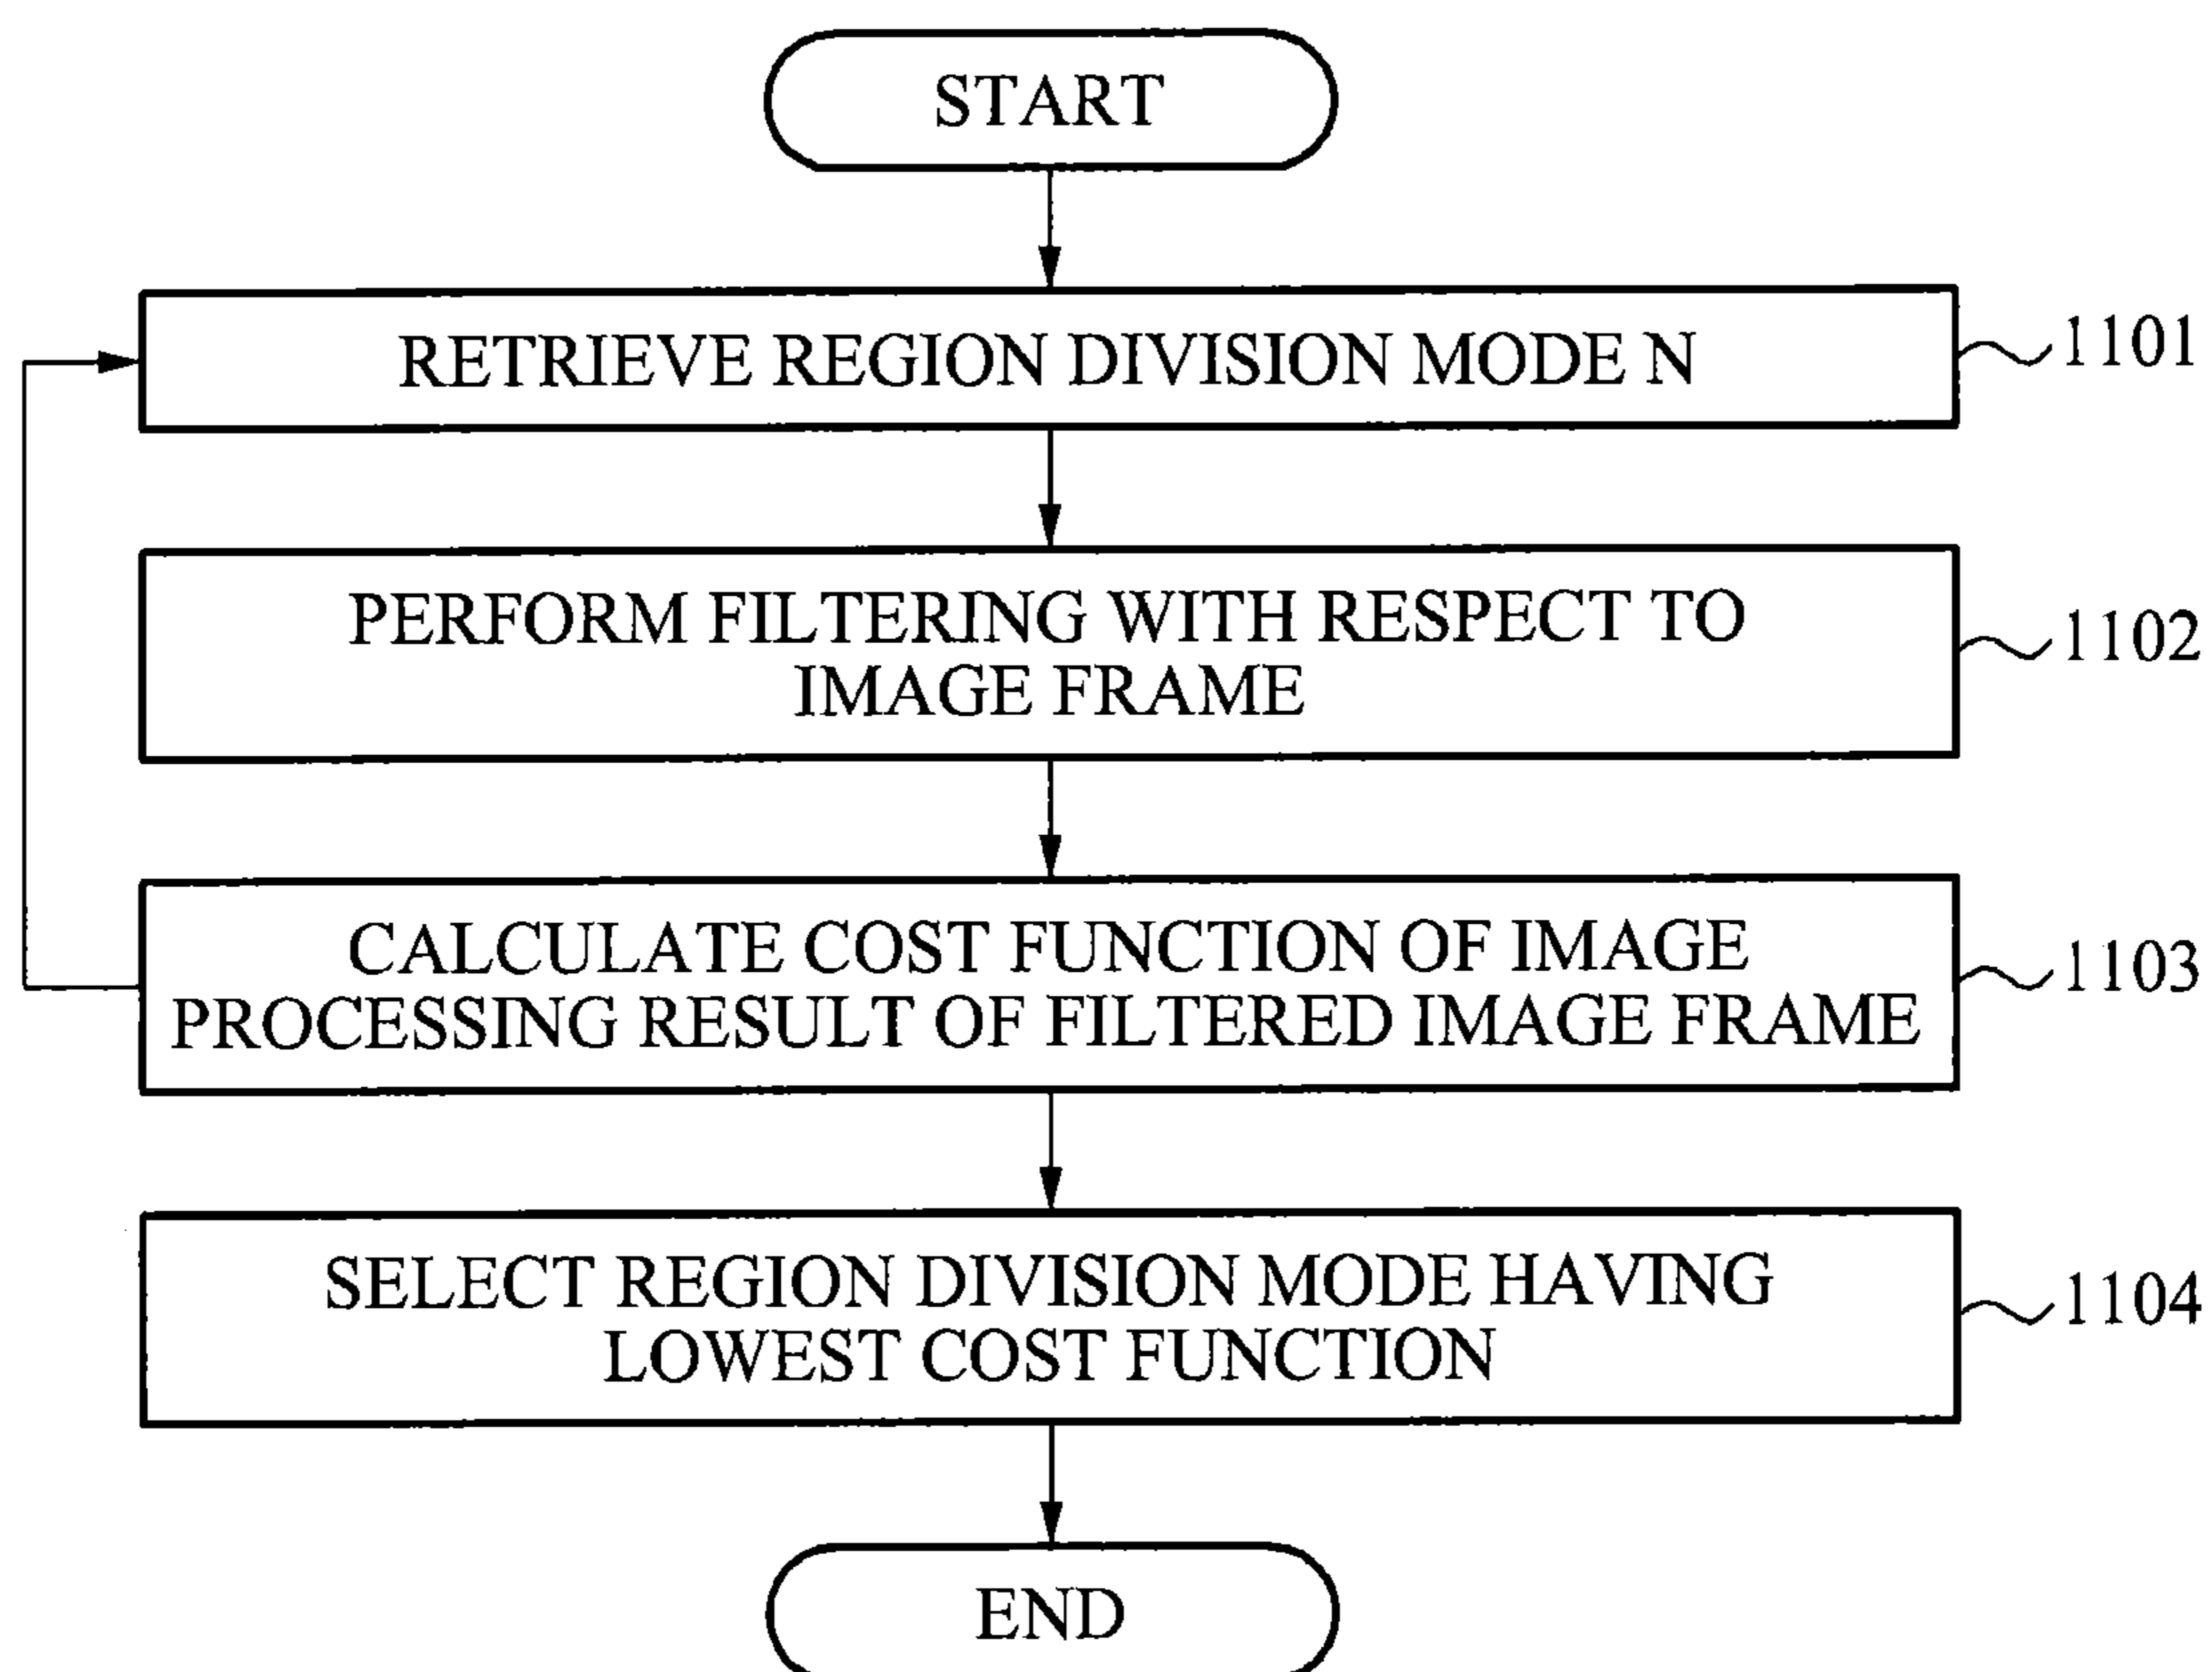 START
RETRIEVE REGION DIVISION MODE N
1101
PERFORM FILTERING WITH RESPECT TO
IMAGE FRAME
1102
CALCULATE COST FUNCTION OF IMAGE
PROCESSING RESULT OF FILTERED IMAGE FRAME
1103
SELECT REGION DIVISION MODE HAVING
LOWEST COST FUNCTION
1104
END